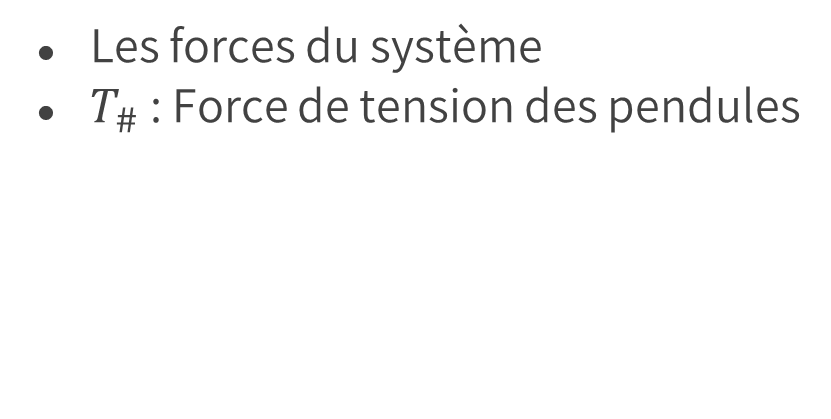 • Les forces du système
• T# : Force de tension des pendules